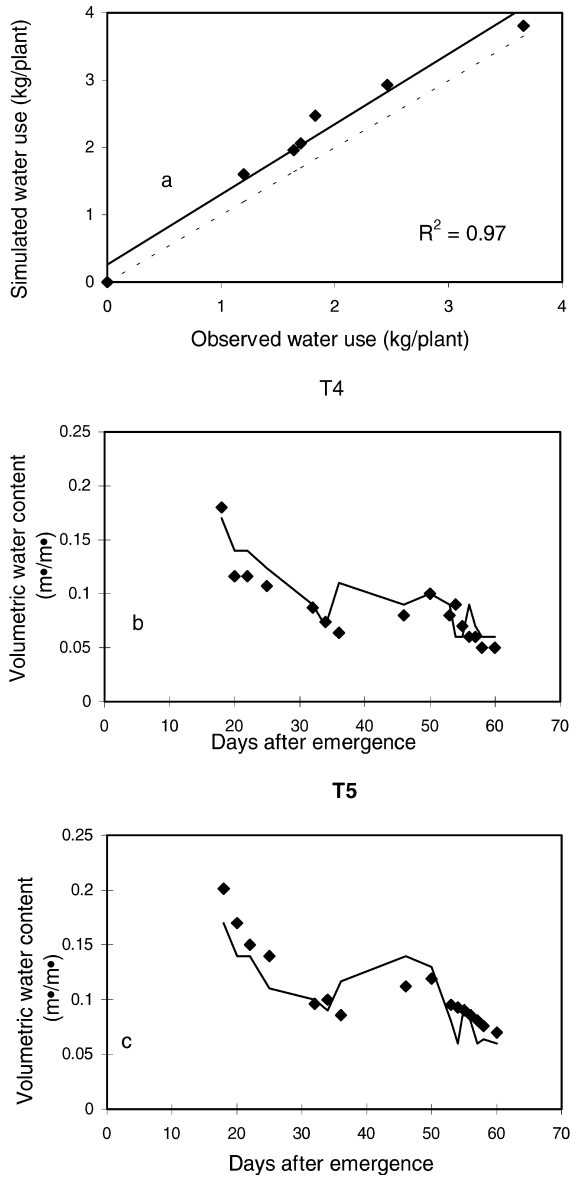 4
3
2
1
0
Simulated water use (kg/plant)
a
R² = 0.97
0 1 2 3 4
Observed water use (kg/plant)
T4
0.25
0.2
0.15
0.1
0.05
0
Volumetric water content
(m•/m•)
b
0 10 20 30 40 50 60 70
Days after emergence
T5
0.25
0.2
0.15
0.1
0.05
0
Volumetric water content
(m•/m•)
c
0 10 20 30 40 50 60 70
Days after emergence